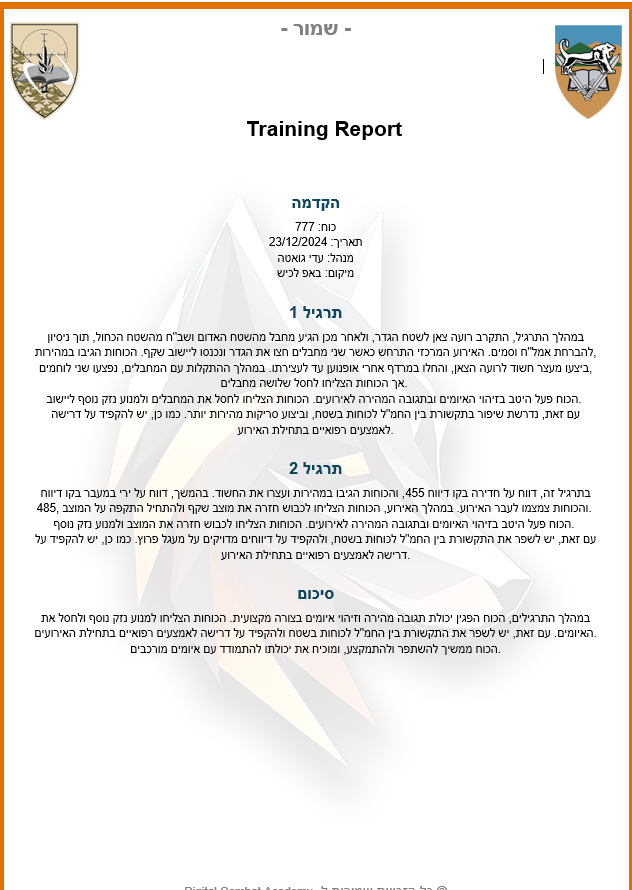 - שמור -
Training Report
הקדמה
כוח: 777
תאריך: 23/12/2024
מנהל: עדי גואטה
מיקום: באפ לכיש
תרגיל 1
במהלך התרגיל, התקרב רועה צאן לשטח הגדר, ולאחר מכן הגיע מחבל מהשטח האדום ושב"ח מהשטח הכחול, תוך ניסיון
להברחת אמל"ח וסמים. האירוע המרכזי התרחש כאשר שני מחבלים חצו את הגדר ונכנסו ליישוב שקף. הכוחות הגיבו במהירות,
ביצעו מעצר חשוד לרועה הצאן, והחלו במרדף אחרי אופנוען עד לעצירתו. במהלך ההתקלות עם המחבלים, נפצעו שני לוחמים,
אך הכוחות הצליחו לחסל שלושה מחבלים.
הכוח פעל היטב בזיהוי האיומים ובתגובה המהירה לאירועים. הכוחות הצליחו לחסל את המחבלים ולמנוע נזק נוסף ליישוב.
עם זאת, נדרשת שיפור בתקשורת בין החמ"ל לכוחות בשטח, וביצוע סריקות מהירות יותר. כמו כן, יש להקפיד על דרישה
לאמצעים רפואיים בתחילת האירוע.
תרגיל 2
בתרגיל זה, דווח על חדירה בקו דיווח 455, והכוחות הגיבו במהירות ועצרו את החשוד. בהמשך, דווח על ירי במעבר בקו דיווח
485, והכוחות צמצמו לעבר האירוע. במהלך האירוע, הכוחות הצליחו לכבוש חזרה את מוצב שקף ולהתחיל התקפה על המוצב.
הכוח פעל היטב בזיהוי האיומים ובתגובה המהירה לאירועים. הכוחות הצליחו לכבוש חזרה את המוצב ולמנוע נזק נוסף.
עם זאת, יש לשפר את התקשורת בין החמ"ל לכוחות בשטח, ולהקפיד על דיווחים מדויקים על מעגל פרוץ. כמו כן, יש להקפיד על
דרישה לאמצעים רפואיים בתחילת האירוע.
סיכום
במהלך התרגילים, הכוח הפגין יכולת תגובה מהירה וזיהוי איומים בצורה מקצועית. הכוחות הצליחו למנוע נזק נוסף ולחסל את
האיומים. עם זאת, יש לשפר את התקשורת בין החמ"ל לכוחות בשטח ולהקפיד על דרישה לאמצעים רפואיים בתחילת האירועים.
הכוח ממשיך להשתפר ולהתמקצע, ומוכיח את יכולתו להתמודד עם איומים מורכבים.
© כל הזכויות שמורות ל- Digital Combat Academy